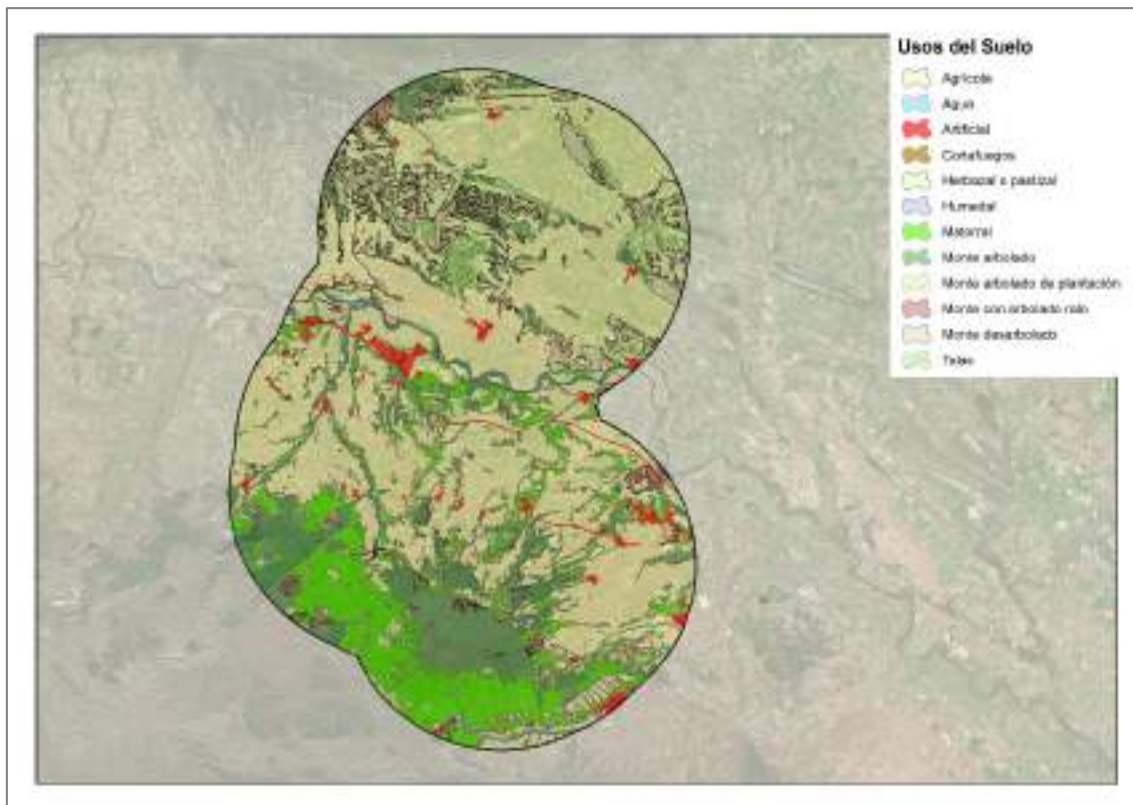 Usos del Suelo
Agrícola
Agua
Artificial
Cortafuegos
Herbazal o pastizal
Humedal
Matorral
Monte arbolado
Monte arbolado de plantación
Monte con arbolado ralo
Monte desarbolado
Talas